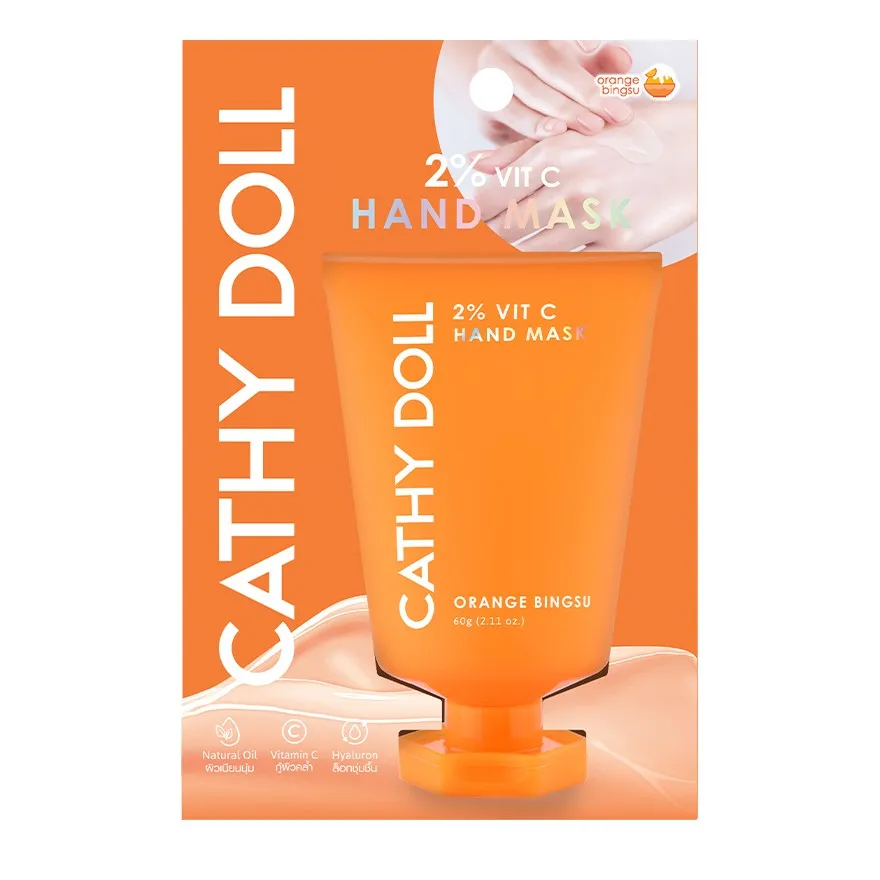 CATHY DOLL
orange
bingsu
2% VIT C
HAND MASK
2% VIT C
HAND MASK
CATHY DOLL
ORANGE BINGSU
60g (2.11 oz.)
Natural Oil
ผิวเนียนนุ่ม
C
Vitamin C
กู้ผิวคล้ำ
Hyaluron
ล็อกชุ่มชื้น